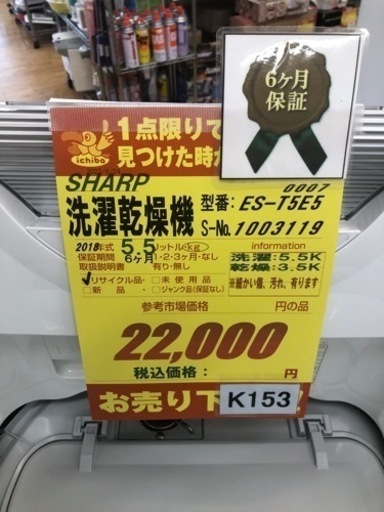 6ヶ月
保証
ichiba
1点限りで
見つけた時が
SHARP
0007
洗濯乾燥機
型番: ES-T5E5
S-No.1003119
2018年式 5.5リットル・kg
保証期間 6ヶ月 1・2・3ヶ月・なし
取扱説明書 有り・無し
information
洗濯:5.5K
乾燥:3.5K
※細かい傷、汚れ、有ります
✓リサイクル品・□未使用品
□新品・□ジャンク品(保証なし)
参考市場価格 円の品
22,000
税込価格: 円
お売り下
K153